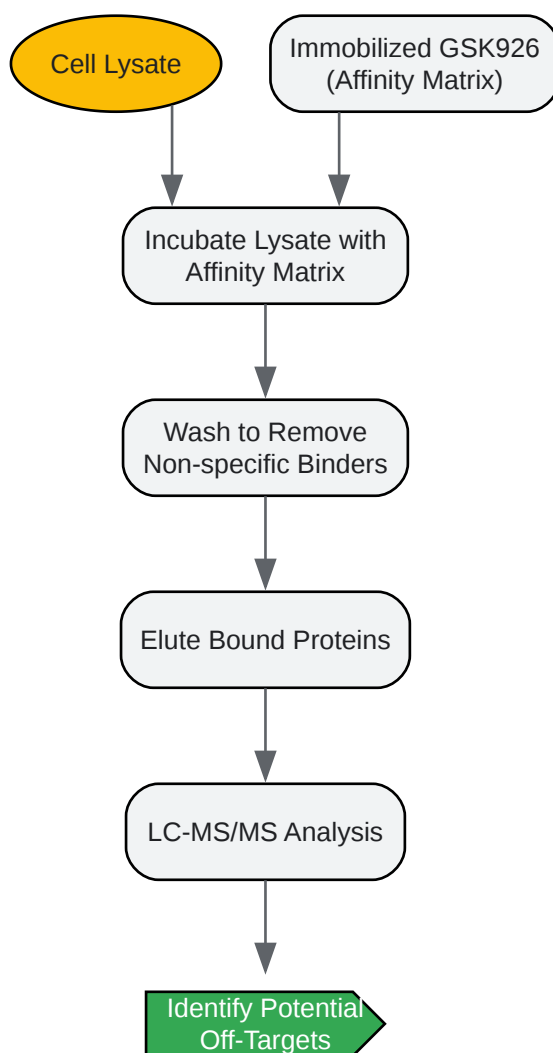 Cell Lysate
Immobilized GSK926
(Affinity Matrix)
Incubate Lysate with
Affinity Matrix
Wash to Remove
Non-specific Binders
Elute Bound Proteins
LC-MS/MS Analysis
Identify Potential
Off-Targets